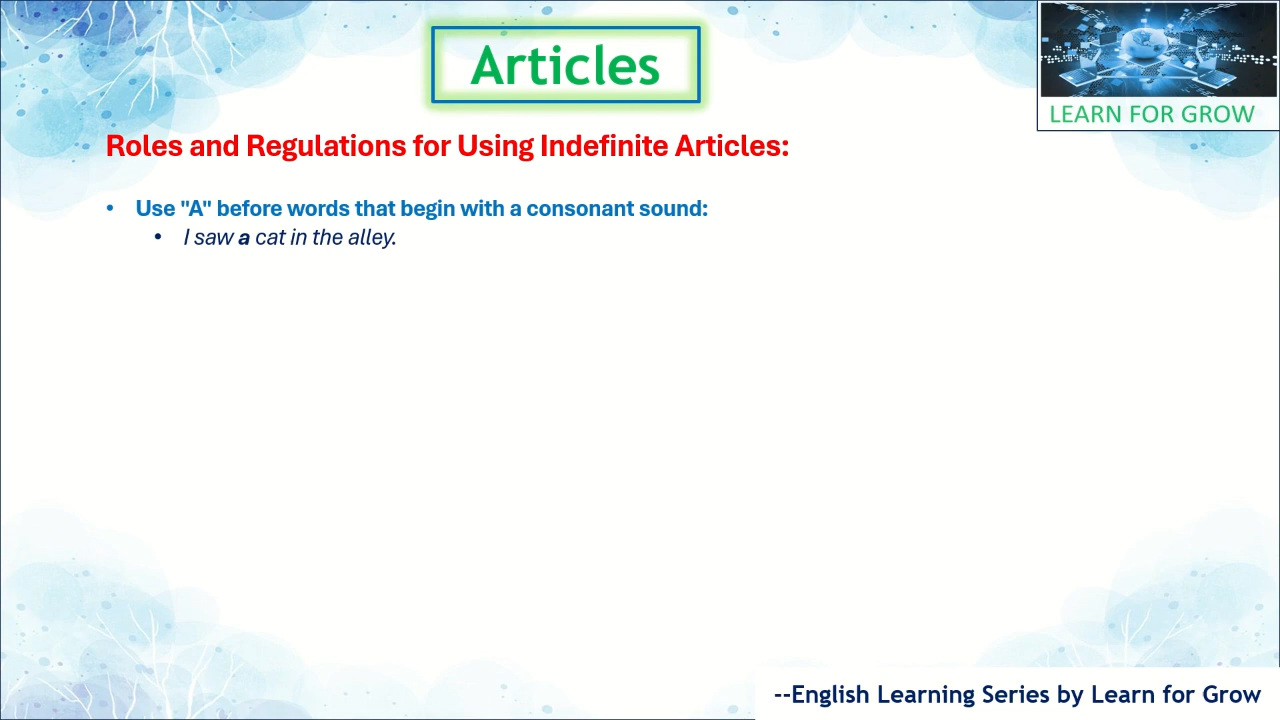 Articles
LEARN FOR GROW
Roles and Regulations for Using Indefinite Articles:
• Use "A" before words that begin with a consonant sound:
• I saw a cat in the alley.
--English Learning Series by Learn for Grow